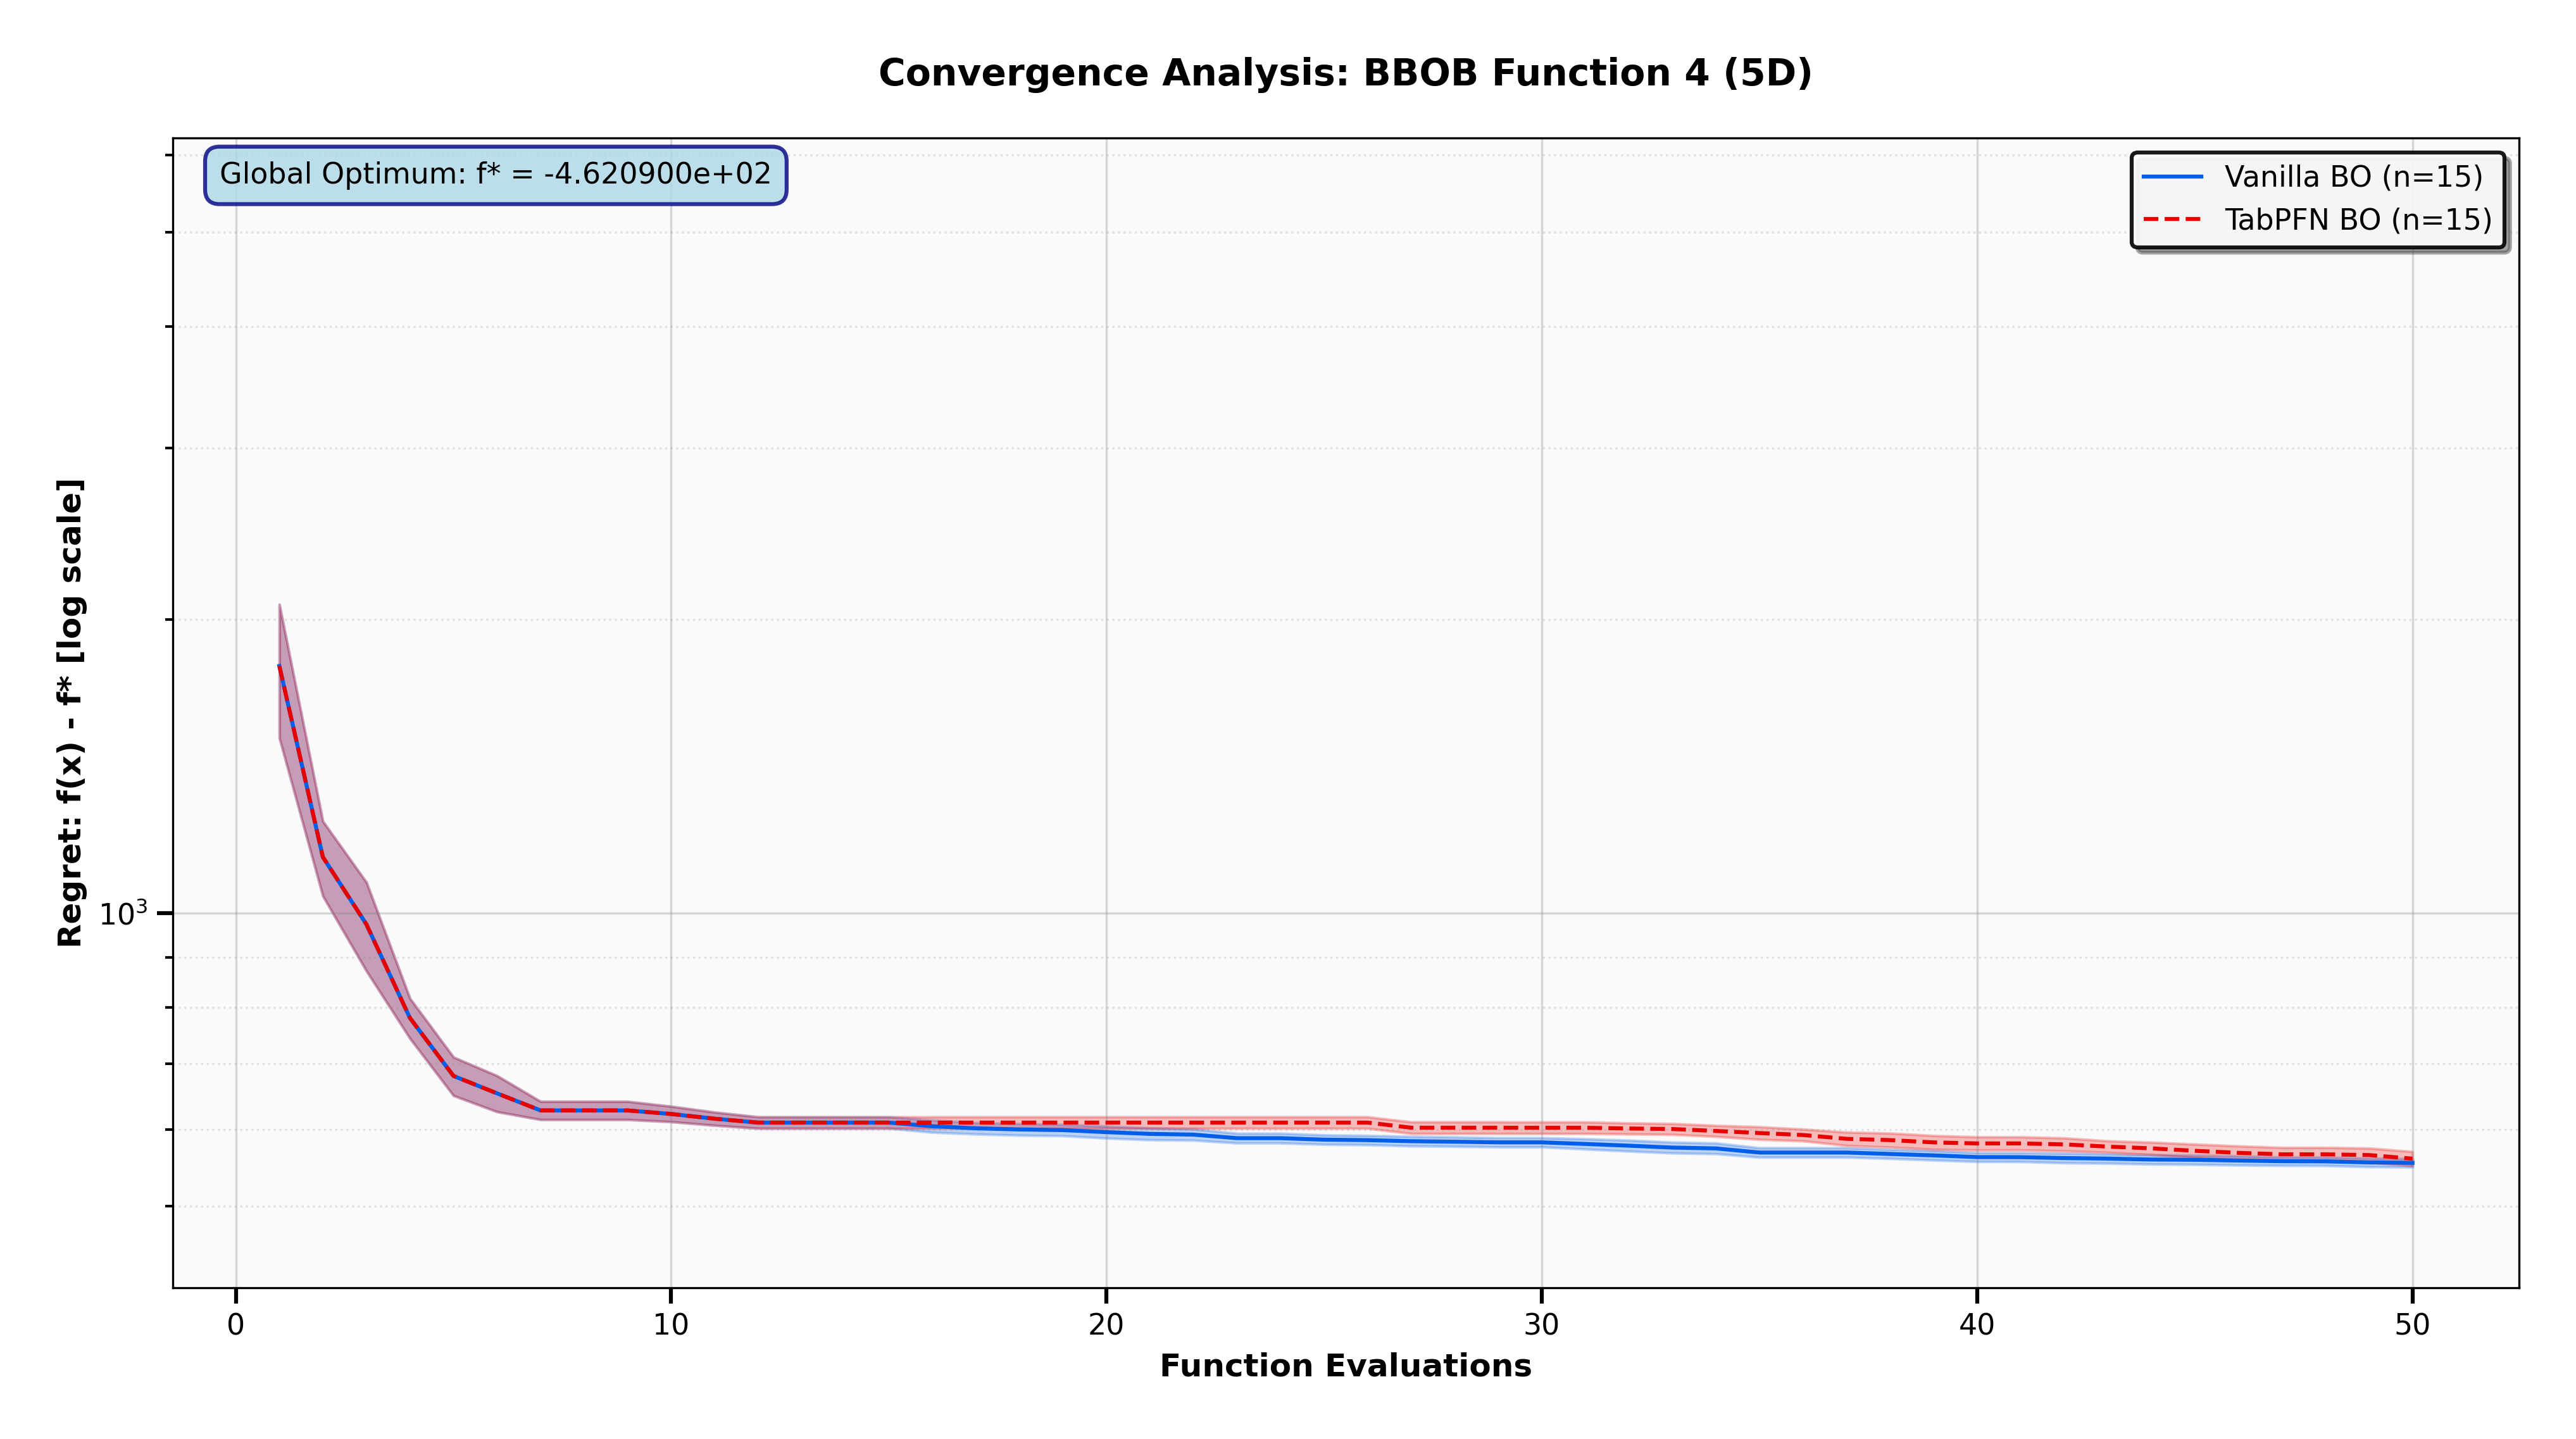 Convergence Analysis: BBOB Function 4 (5D)
Global Optimum: f* = -4.620900e+02
Vanilla BO (n=15)
TabPFN BO (n=15)
Regret: f(x) - f* [log scale]
10³
0 10 20 30 40 50
Function Evaluations